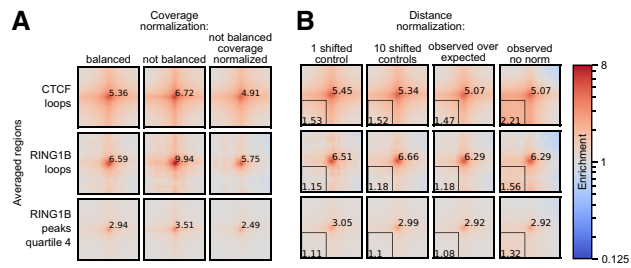 A
Coverage
normalization:
balanced
not balanced
not balanced
coverage
normalized
Averaged regions
CTCF
loops
5.36
6.72
4.91
RING1B
loops
6.59
9.94
5.75
RING1B
peaks
quartile 4
2.94
3.51
2.49
B
Distance
normalization:
1 shifted
control
10 shifted
controls
observed over
expected
observed
no norm
5.45
5.34
5.07
5.07
1.53
1.52
1.47
2.21
6.51
6.66
6.29
6.29
1.15
1.18
1.18
1.56
3.05
2.99
2.92
2.92
1.11
1.1
1.08
1.32
Enrichment
8
1
0.125